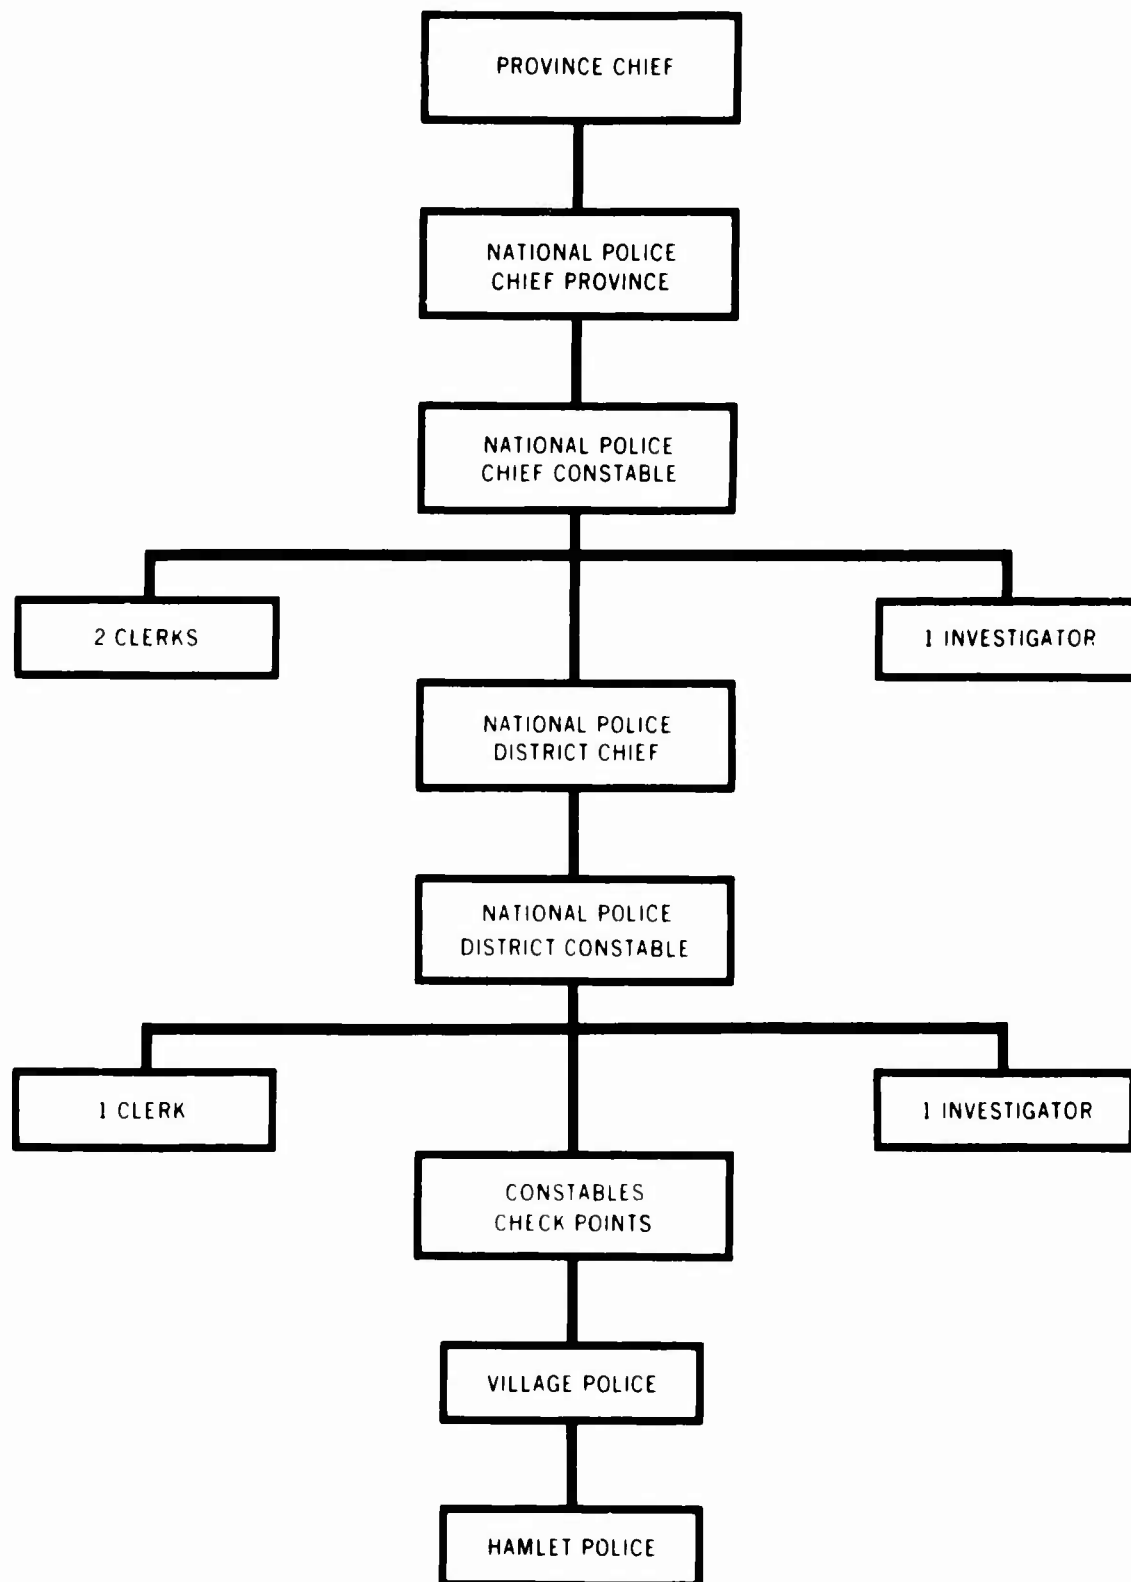 PROVINCE CHIEF
NATIONAL POLICE
CHIEF PROVINCE
NATIONAL POLICE
CHIEF CONSTABLE
2 CLERKS
1 INVESTIGATOR
NATIONAL POLICE
DISTRICT CHIEF
NATIONAL POLICE
DISTRICT CONSTABLE
1 CLERK
1 INVESTIGATOR
CONSTABLES
CHECK POINTS
VILLAGE POLICE
HAMLET POLICE